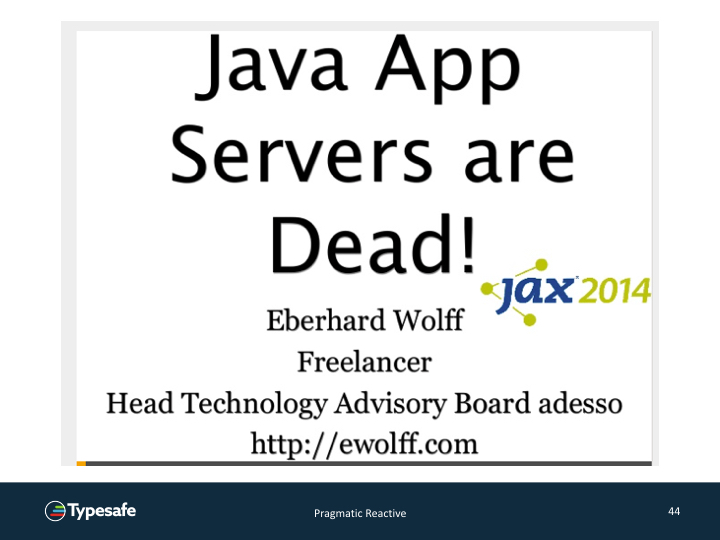 Java App
Servers are
Dead!
jax 2014
Eberhard Wolff
Freelancer
Head Technology Advisory Board adesso
http://ewolff.com
Typesafe
Pragmatic Reactive
44